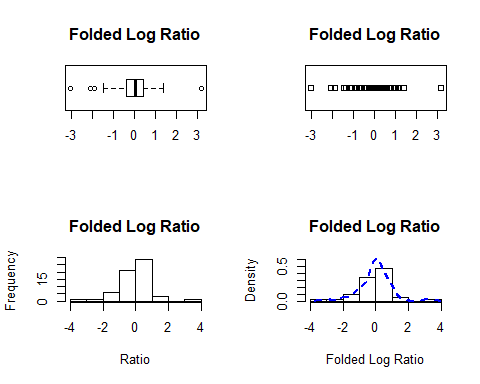 Folded Log Ratio
-3 -2 -1 0 1 2 3
Folded Log Ratio
-3 -2 -1 0 1 2 3
Folded Log Ratio
Frequency
15
0
-4 -2 0 2 4
Ratio
Folded Log Ratio
Density
0.5
0.0
-4 -2 0 2 4
Folded Log Ratio